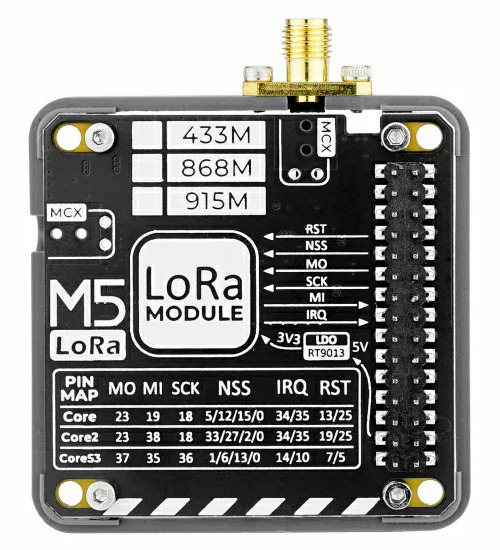 433M
868M
915M
MCX
MCX
RST
NSS
MO
SCK
MI
IRQ
LoRa
MODULE
M5
LoRa
3V3
LDO
RT9013
5V
PIN MAP MO MI SCK NSS IRQ RST
Core 23 19 18 5/12/15/0 34/35 13/25
Core2 23 38 18 33/27/2/0 34/35 19/25
CoreS3 37 35 36 1/6/13/0 14/10 7/5